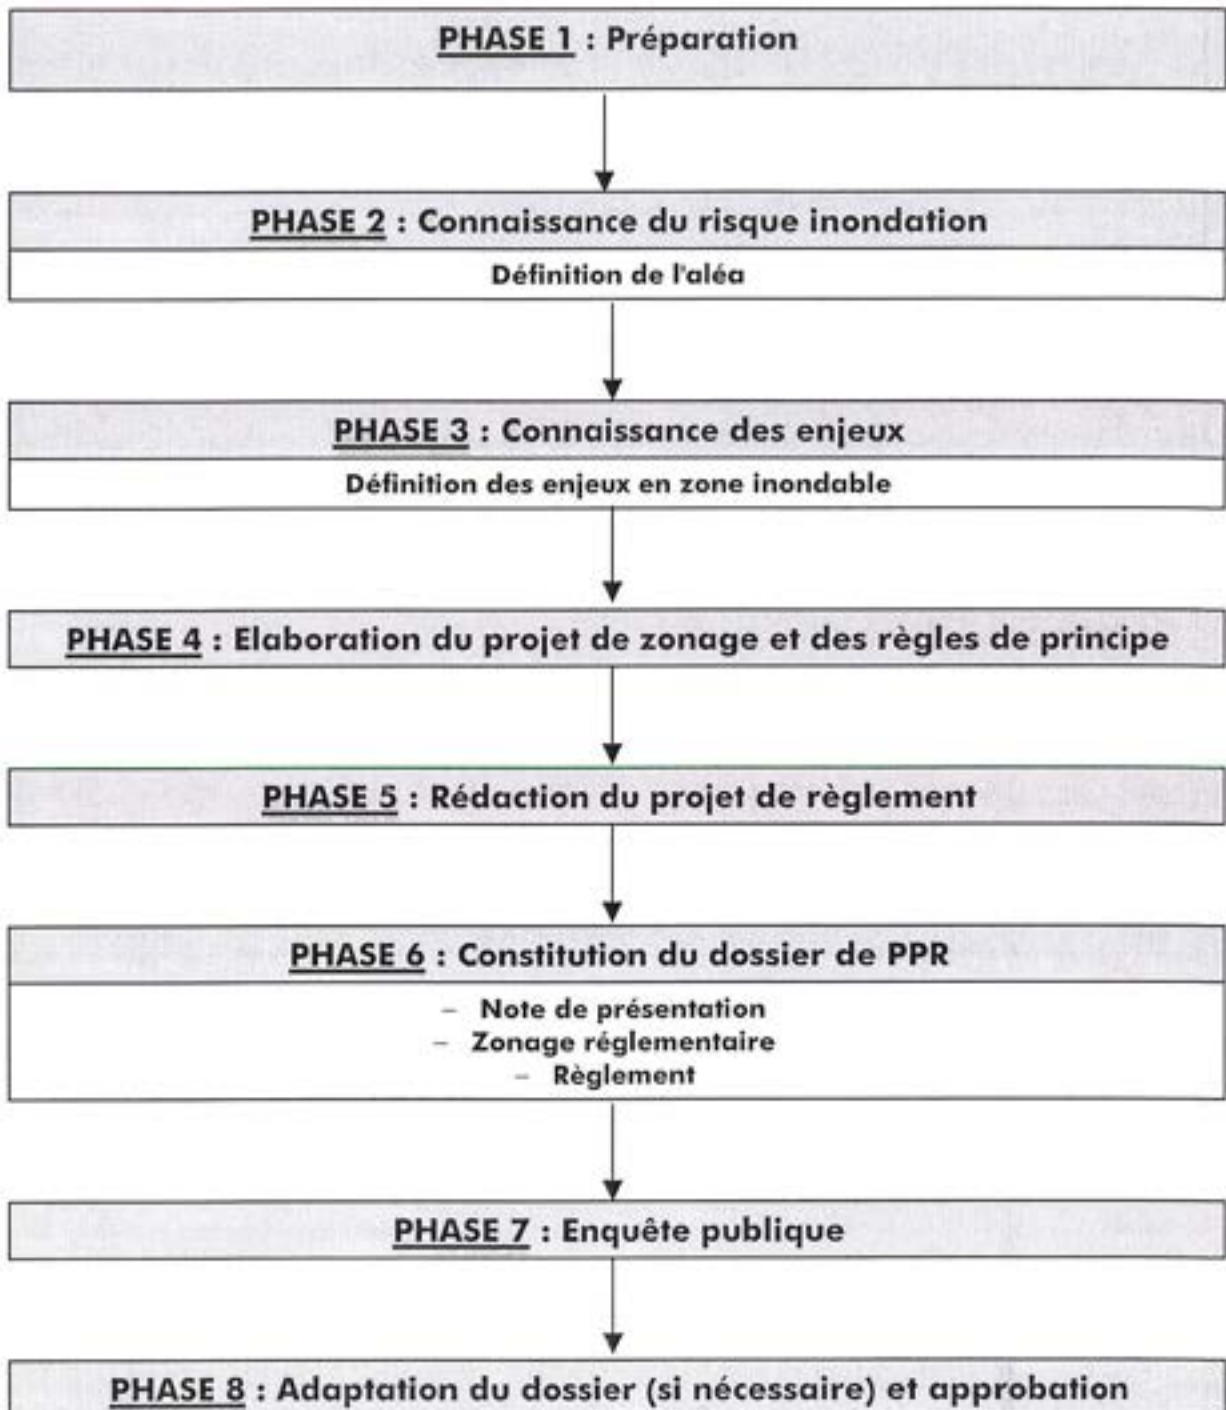 PHASE 1 : Préparation
PHASE 2 : Connaissance du risque inondation
Définition de l'aléa
PHASE 3 : Connaissance des enjeux
Définition des enjeux en zone inondable
PHASE 4 : Elaboration du projet de zonage et des règles de principe
PHASE 5 : Rédaction du projet de règlement
PHASE 6 : Constitution du dossier de PPR
– Note de présentation
– Zonage réglementaire
– Règlement
PHASE 7 : Enquête publique
PHASE 8 : Adaptation du dossier (si nécessaire) et approbation